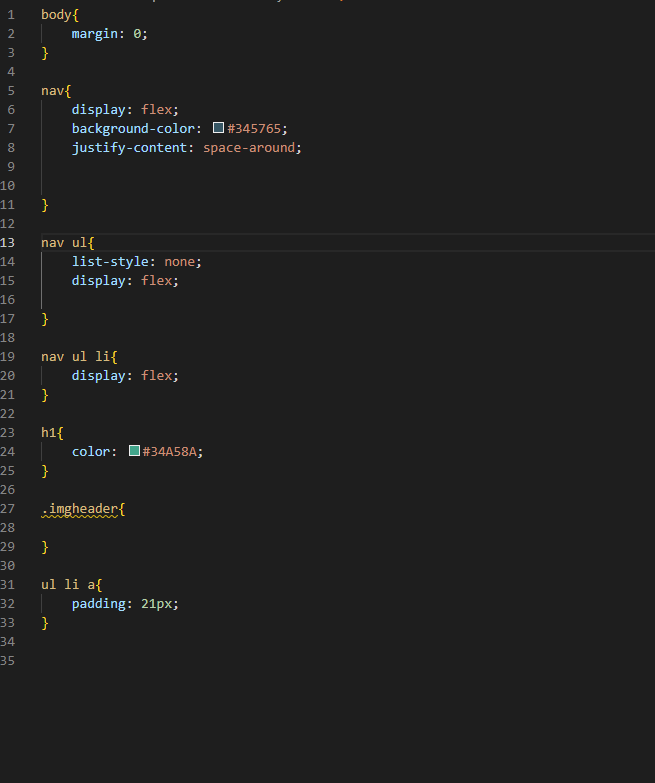 1 body{
2     margin: 0;
3 }
4
5 nav{
6     display: flex;
7     background-color: #345765;
8     justify-content: space-around;
9
10
11 }
12
13 nav ul{
14     list-style: none;
15     display: flex;
16
17 }
18
19 nav ul li{
20     display: flex;
21 }
22
23 h1{
24     color: #34A58A;
25 }
26
27 .imgheader{
28
29 }
30
31 ul li a{
32     padding: 21px;
33 }
34
35